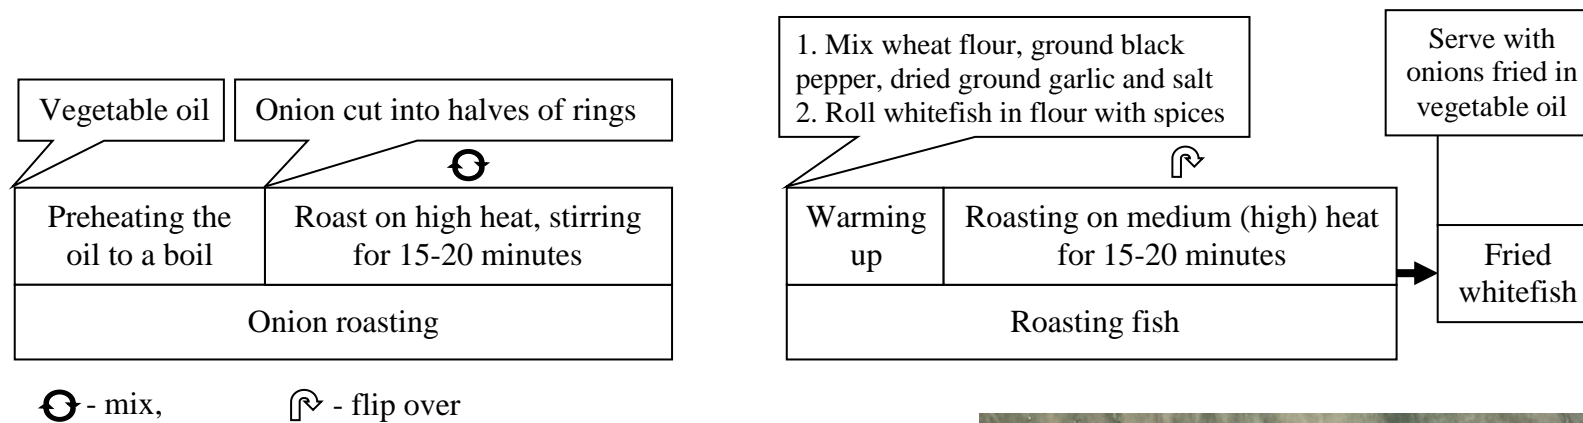 Vegetable oil
Onion cut into halves of rings
Preheating the
oil to a boil
Roast on high heat, stirring
for 15-20 minutes
Onion roasting
1. Mix wheat flour, ground black
pepper, dried ground garlic and salt
2. Roll whitefish in flour with spices
Warming
up
Roasting on medium (high) heat
for 15-20 minutes
Roasting fish
Serve with
onions fried in
vegetable oil
Fried
whitefish
- mix,
- flip over